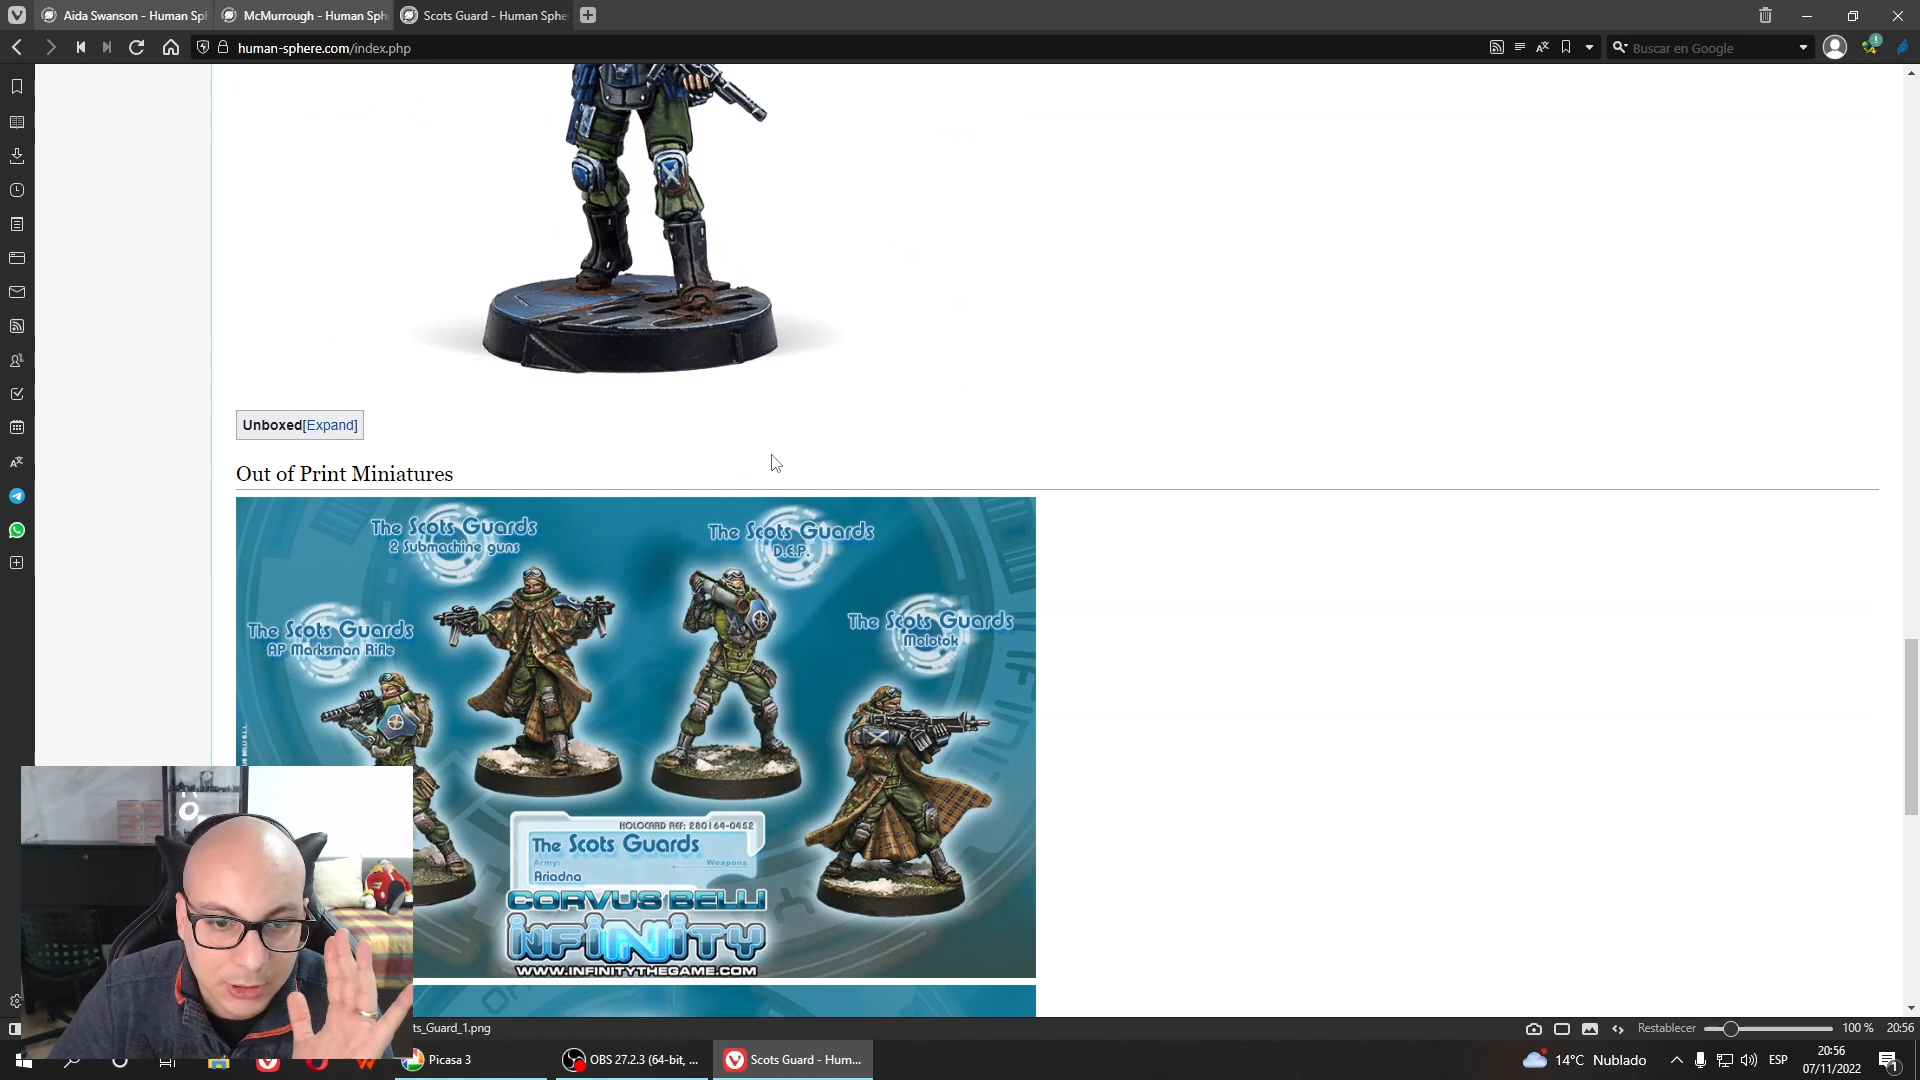 Aida Swanson - Human Sph
McMurrough - Human Sphe
Scots Guard - Human Sphe
human-sphere.com/index.php
Buscar en Google
Unboxed[Expand]
Out of Print Miniatures
The Scots Guards
2 Submachine guns
The Scots Guards
D.E.P.
The Scots Guards
AP Marksman Rifle
The Scots Guards
Molotok
HOLOCARD REF: 280164-0452
The Scots Guards
Army:
Weapons
Ariadna
CORVUS BELLI
INFINITY
WWW.INFINITYTHEGAME.COM
ts_Guard_1.png
Restablecer
100 %
20:56
Picasa 3
OBS 27.2.3 (64-bit, ...
Scots Guard - Hum...
14°C Nublado
ESP
20:56
07/11/2022
1